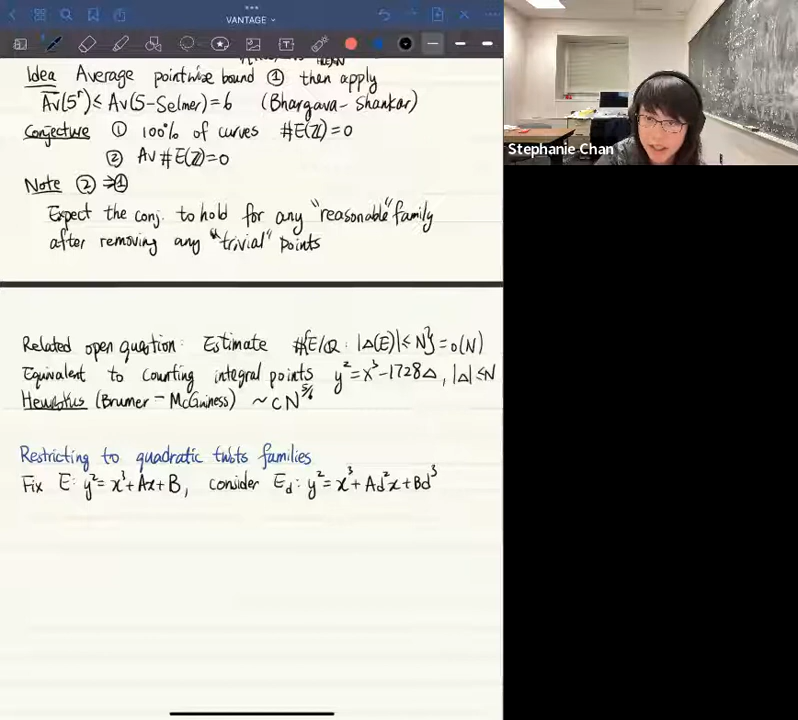 VANTAGE
Idea Average pointwise bound ① then apply
Av(5^r) ≤ Av(5-Selmer) = 6 (Bhargava-Shankar)
Conjecture ① 100% of curves #E(ℤ)=0
② Av #E(ℤ)=0
Note ② ⇒ ①
Expect the conj. to hold for any "reasonable" family
after removing any "trivial" points
Related open question: Estimate #{E/ℚ : |Δ(E)| ≤ N} = o(N)
Equivalent to counting integral points y² = x³ - 1728Δ, |Δ| ≤ N
(Brumer - McGuiness) ~ cN^{5/6}
Restricting to quadratic twists families
Fix E: y² = x³ + Ax + B, consider E_d: y² = x³ + Ad²x + Bd³
Stephanie Chan